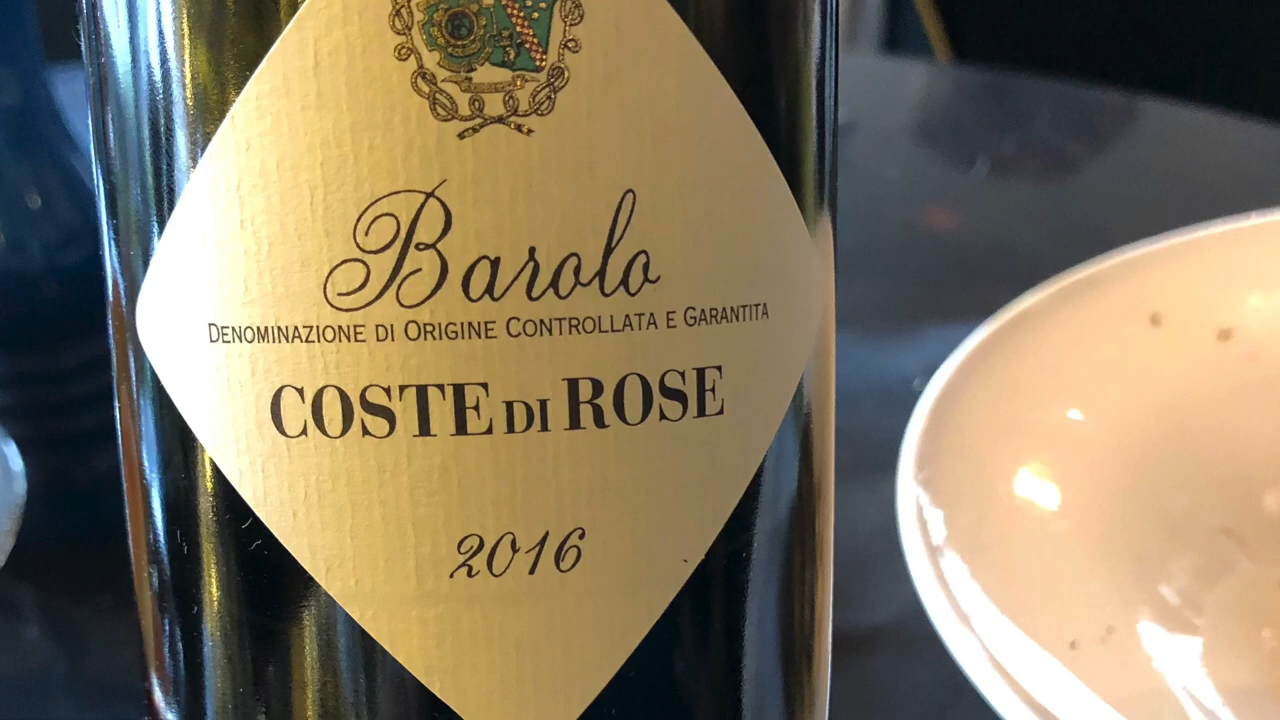 Barolo
DENOMINAZIONE DI ORIGINE CONTROLLATA E GARANTITA
COSTE DI ROSE
2016